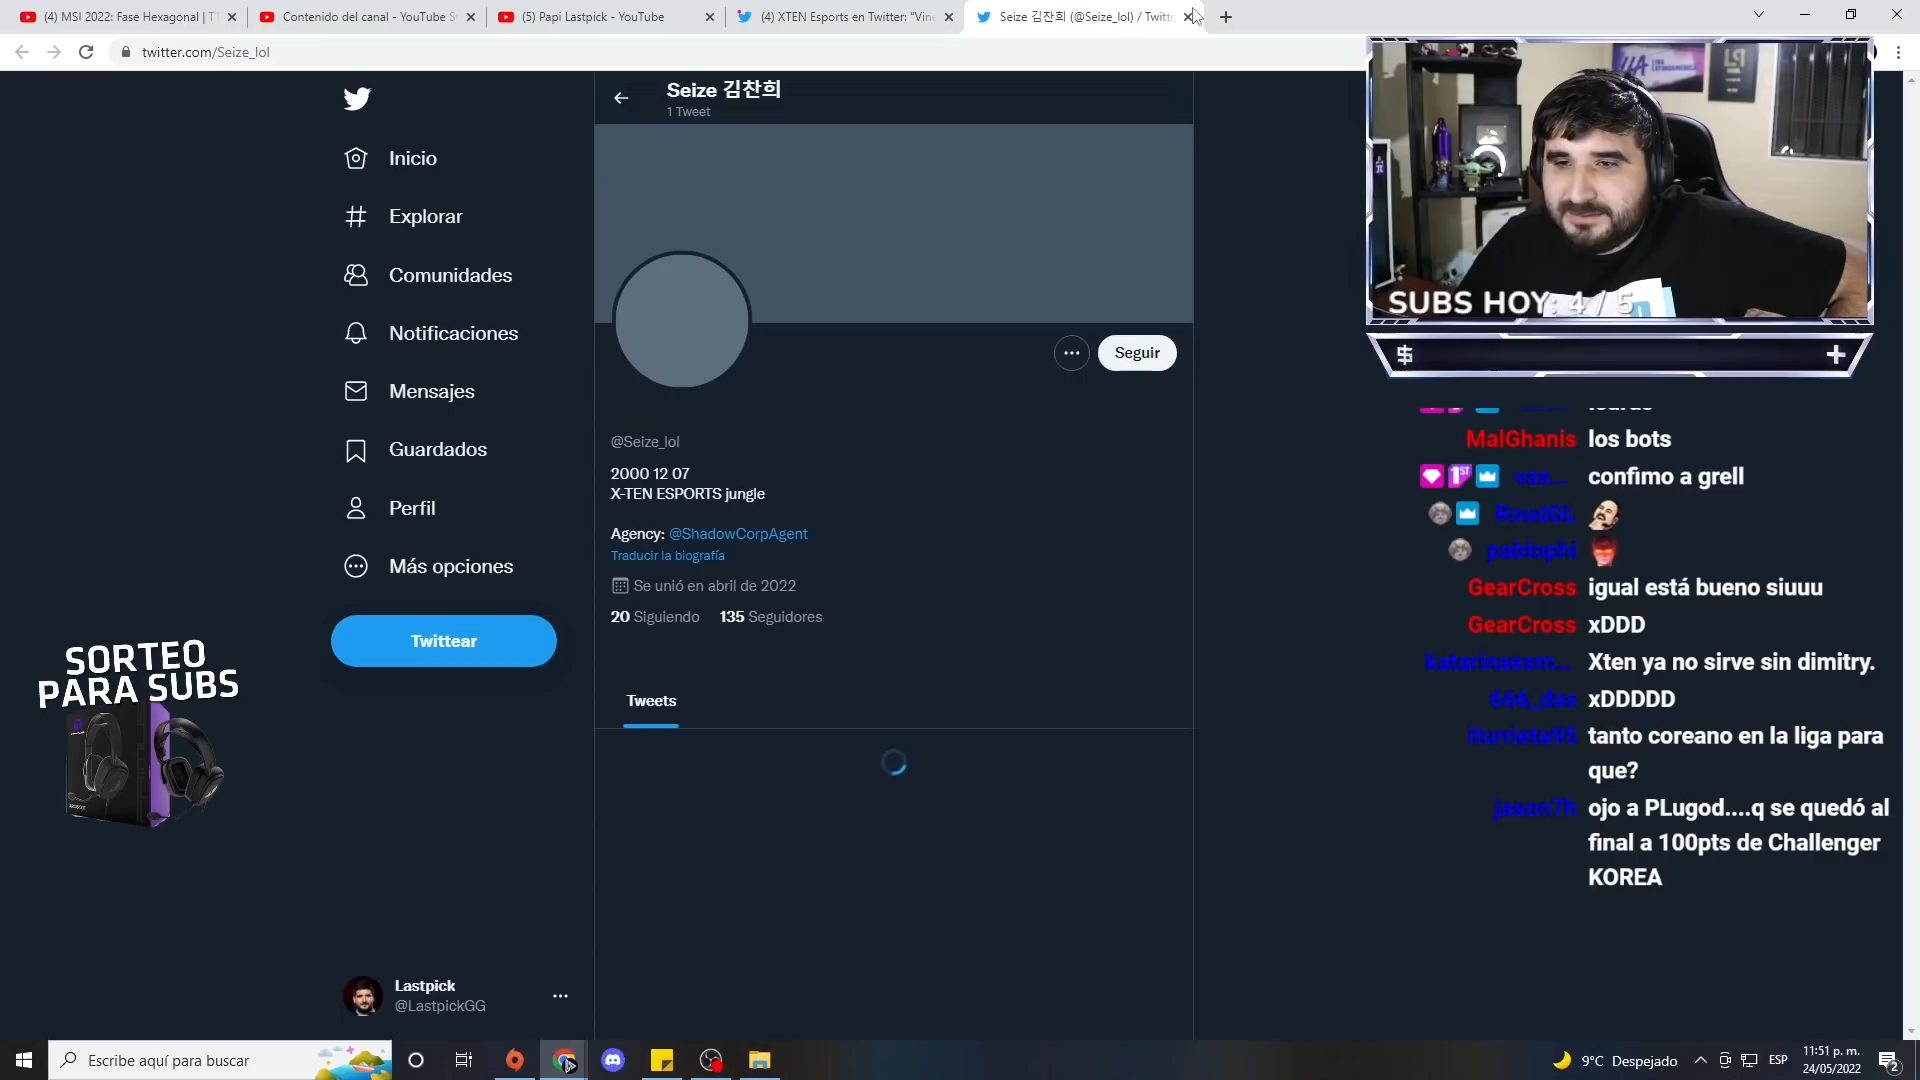 (4) MSI 2022: Fase Hexagonal | T
Contenido del canal - YouTube S
(5) Papi Lastpick - YouTube
(4) XTEN Esports en Twitter: "Vin
Seize 김찬희 (@Seize_lol) / Twitt
twitter.com/Seize_lol
Seize 김찬희
1 Tweet
Inicio
Explorar
Comunidades
Notificaciones
Mensajes
Guardados
Perfil
Más opciones
Twittear
Seguir
@Seize_lol
2000 12 07
X-TEN ESPORTS jungle
Agency: @ShadowCorpAgent
Traducir la biografía
Se unió en abril de 2022
20 Siguiendo 135 Seguidores
Tweets
SORTEO
PARA SUBS
Lastpick
@LastpickGG
SUBS HOY: 4 / 5
MalGhanis los bots
1ST vas... confimo a grell
RoudGL
pablophi
GearCross igual está bueno siuuu
GearCross xDDD
katarinaesm... Xten ya no sirve sin dimitry.
666_das xDDDDD
iturrieta95 tanto coreano en la liga para
que?
jason7h ojo a PLugod....q se quedó al
final a 100pts de Challenger
KOREA
Escribe aquí para buscar
9°C Despejado
ESP
11:51 p. m.
24/05/2022
2